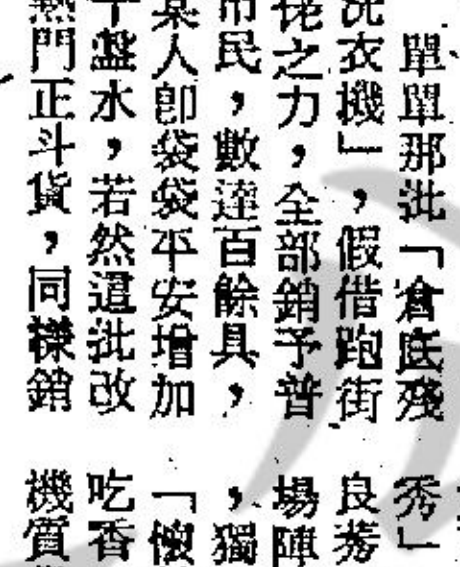 單單那批「倉底殘
洗衣機」，假借跑街
佬之力，全部銷予普
市民，數達百餘具，
某人卽袋袋平安增加
千盤水，若然這批改
熱門正斗貨，同樣銷
秀」
良莠
場陣
，獨
「懷
吃香
機質